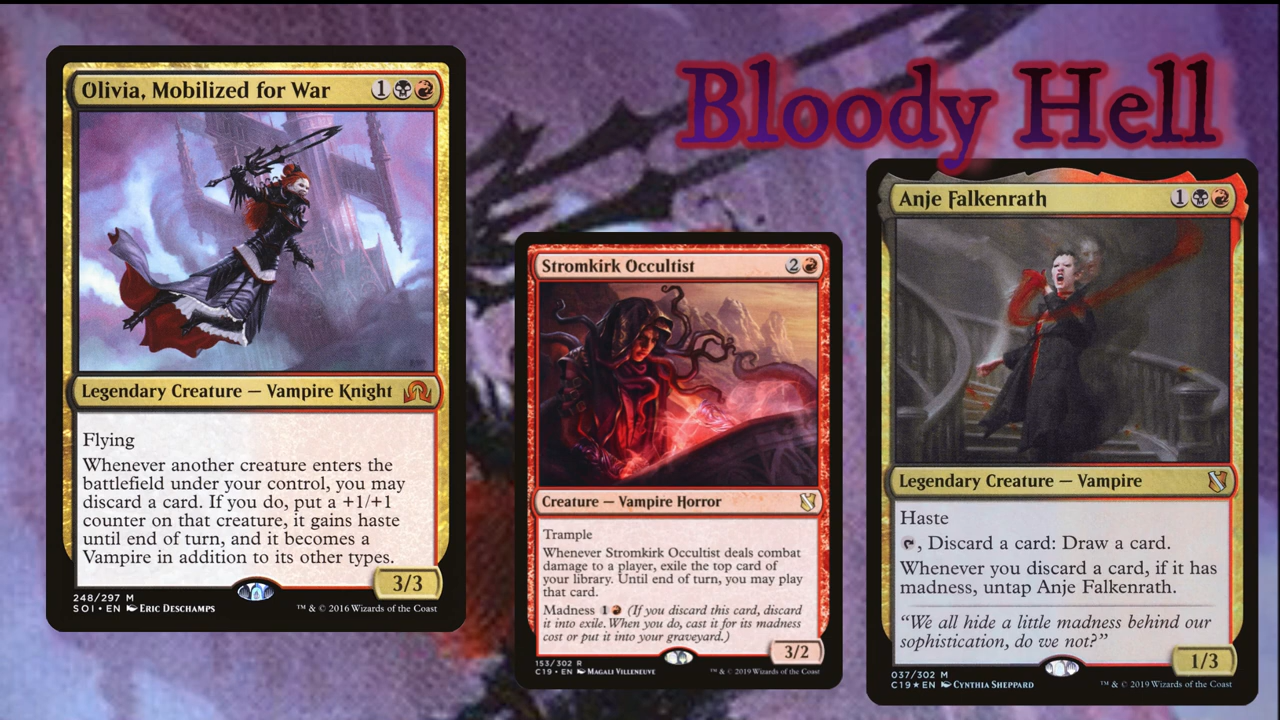 Bloody Hell
Olivia, Mobilized for War 1
Legendary Creature — Vampire Knight
Flying
Whenever another creature enters the
battlefield under your control, you may
discard a card. If you do, put a +1/+1
counter on that creature, it gains haste
until end of turn, and it becomes a
Vampire in addition to its other types.
3/3
248/297 M
SOI • EN ERIC DESCHAMPS
™ & © 2016 Wizards of the Coast
Stromkirk Occultist 2
Creature — Vampire Horror
Trample
Whenever Stromkirk Occultist deals combat
damage to a player, exile the top card of
your library. Until end of turn, you may play
that card.
Madness 1 (If you discard this card, discard
it into exile. When you do, cast it for its madness
cost or put it into your graveyard.)
3/2
153/302 R
C19 • EN MAGALI VILLENEUVE
™ & © 2019 Wizards of the Coast
Anje Falkenrath 1
Legendary Creature — Vampire
Haste
, Discard a card: Draw a card.
Whenever you discard a card, if it has
madness, untap Anje Falkenrath.
“We all hide a little madness behind our
sophistication, do we not?”
1/3
037/302 M
C19★EN CYNTHIA SHEPPARD
™ & © 2019 Wizards of the Coast